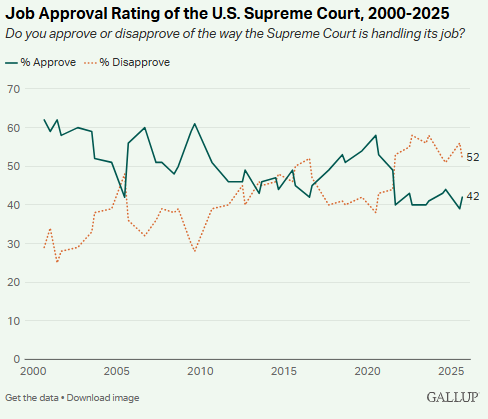 Job Approval Rating of the U.S. Supreme Court, 2000-2025
Do you approve or disapprove of the way the Supreme Court is handling its job?
% Approve % Disapprove
70
60
50
40
30
20
10
0
52
42
2000 2005 2010 2015 2020 2025
Get the data • Download image
GALLUP